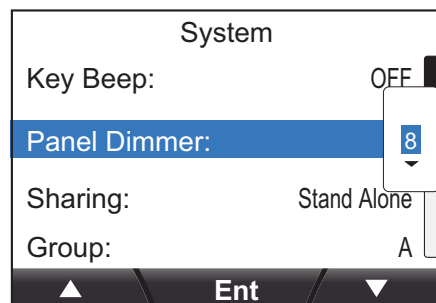 System
Key Beep: OFF
Panel Dimmer: 8
Sharing: Stand Alone
Group: A
Ent